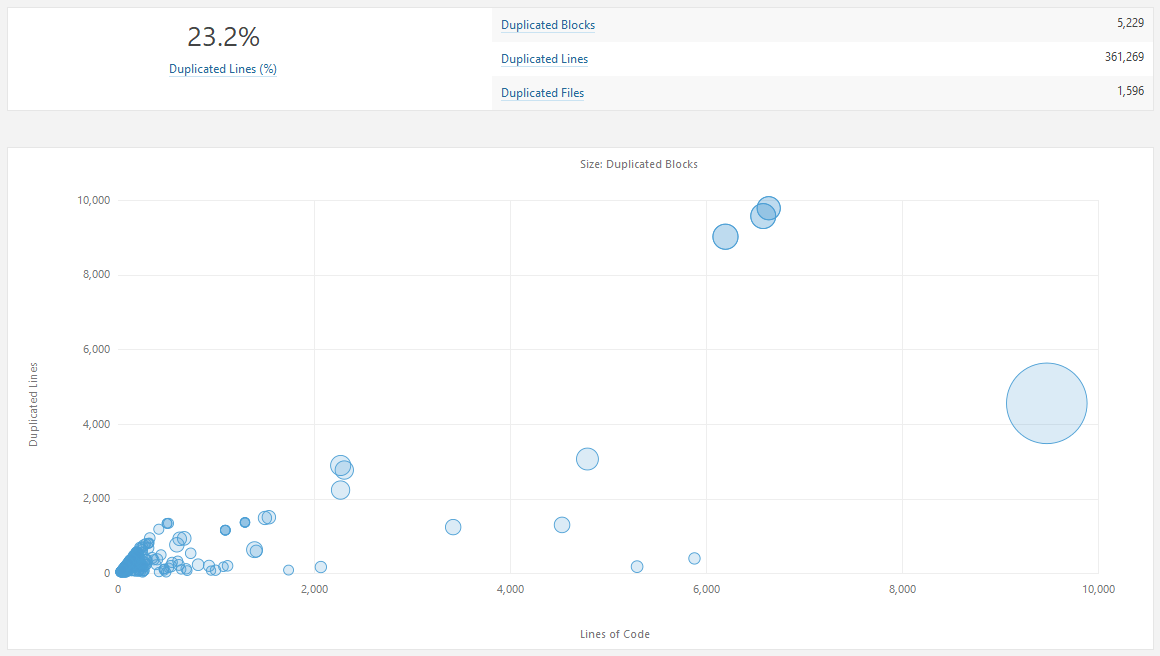 23.2%
Duplicated Lines (%)
Duplicated Blocks 5,229
Duplicated Lines 361,269
Duplicated Files 1,596
Size: Duplicated Blocks
10,000
8,000
6,000
4,000
2,000
0
Duplicated Lines
0 2,000 4,000 6,000 8,000 10,000
Lines of Code